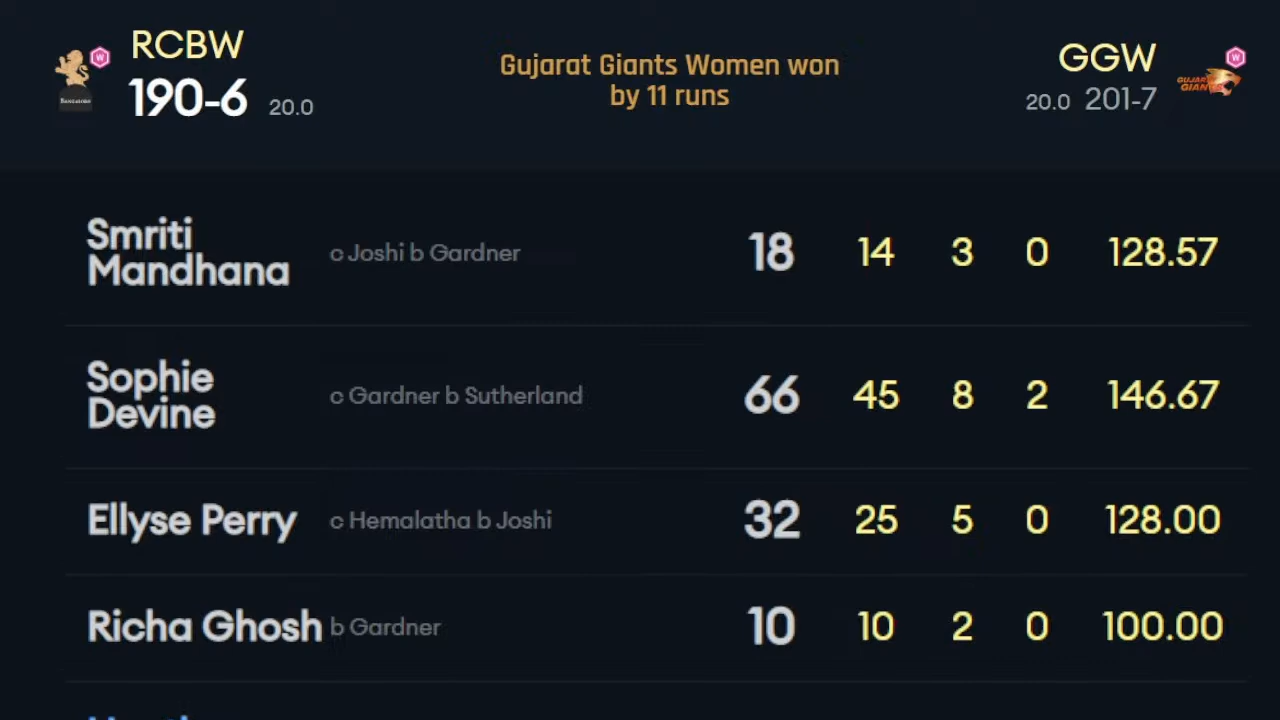 RCBW
190-6 20.0
Gujarat Giants Women won
by 11 runs
GGW
20.0 201-7
GUJARAT
GIANTS
Smriti
Mandhana c Joshi b Gardner 18 14 3 0 128.57
Sophie
Devine c Gardner b Sutherland 66 45 8 2 146.67
Ellyse Perry c Hemalatha b Joshi 32 25 5 0 128.00
Richa Ghosh b Gardner 10 10 2 0 100.00